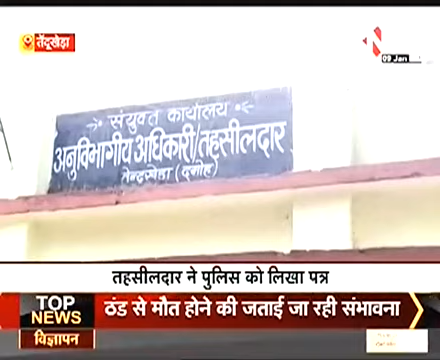 तेंदूखेड़ा
09 Jan
संयुक्त कार्यालय
अनुविभागीय अधिकारी/तहसीलदार
तेन्दूखेड़ा (दमोह)
तहसीलदार ने पुलिस को लिखा पत्र
TOP NEWS
विज्ञापन
ठंड से मौत होने की जताई जा रही संभावना